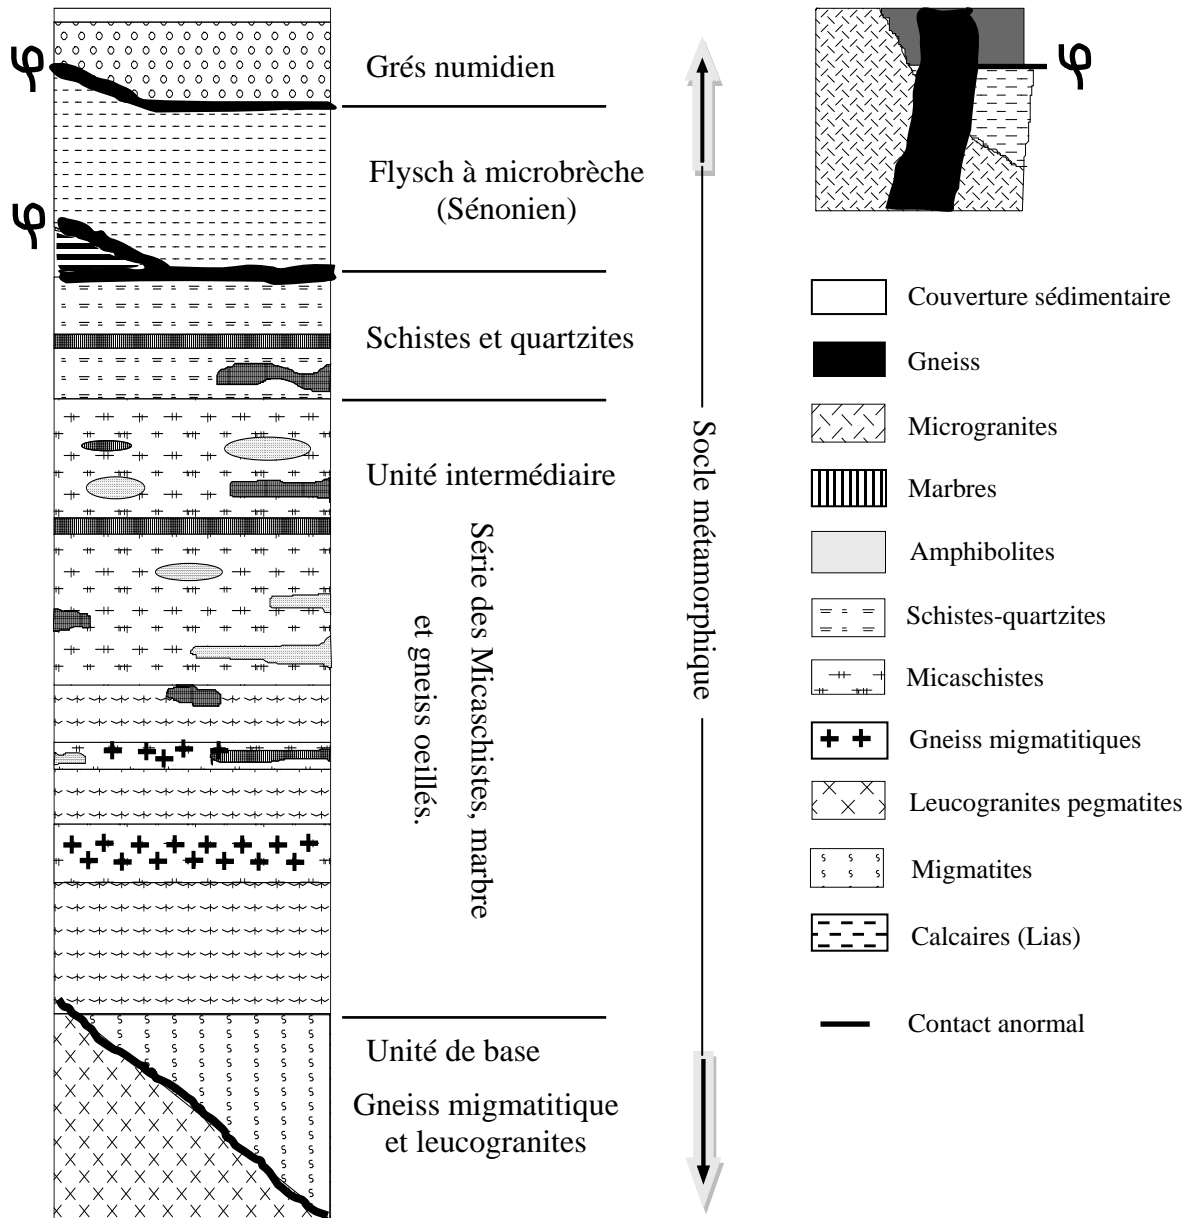 Grés numidien
Flysch à microbrèche
(Sénonien)
Schistes et quartzites
Unité intermédiaire
Série des Micaschistes, marbre
et gneiss oeillés.
Unité de base
Gneiss migmatitique
et leucogranites
Socle métamorphique
φ
φ
φ
Couverture sédimentaire
Gneiss
Microgranites
Marbres
Amphibolites
Schistes-quartzites
Micaschistes
Gneiss migmatitiques
Leucogranites pegmatites
Migmatites
Calcaires (Lias)
Contact anormal